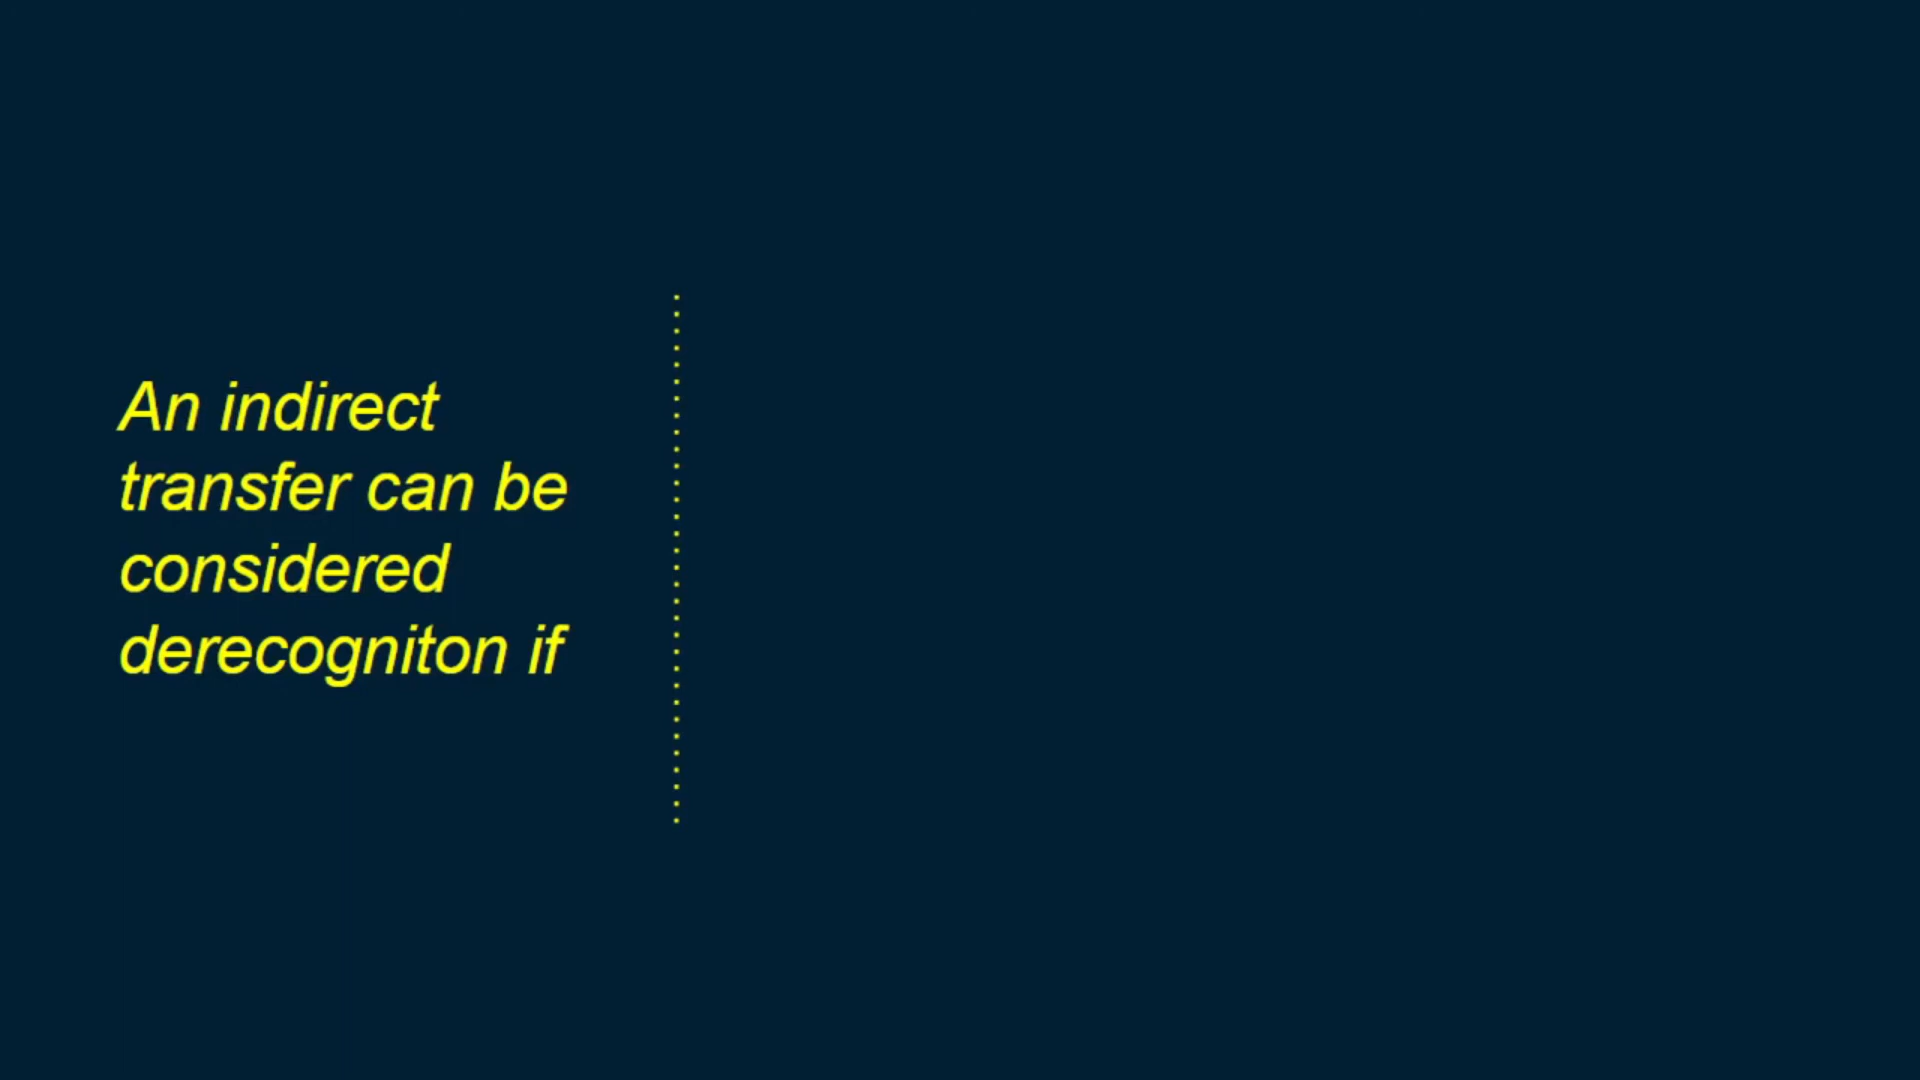 An indirect
transfer can be
considered
derecogniton if